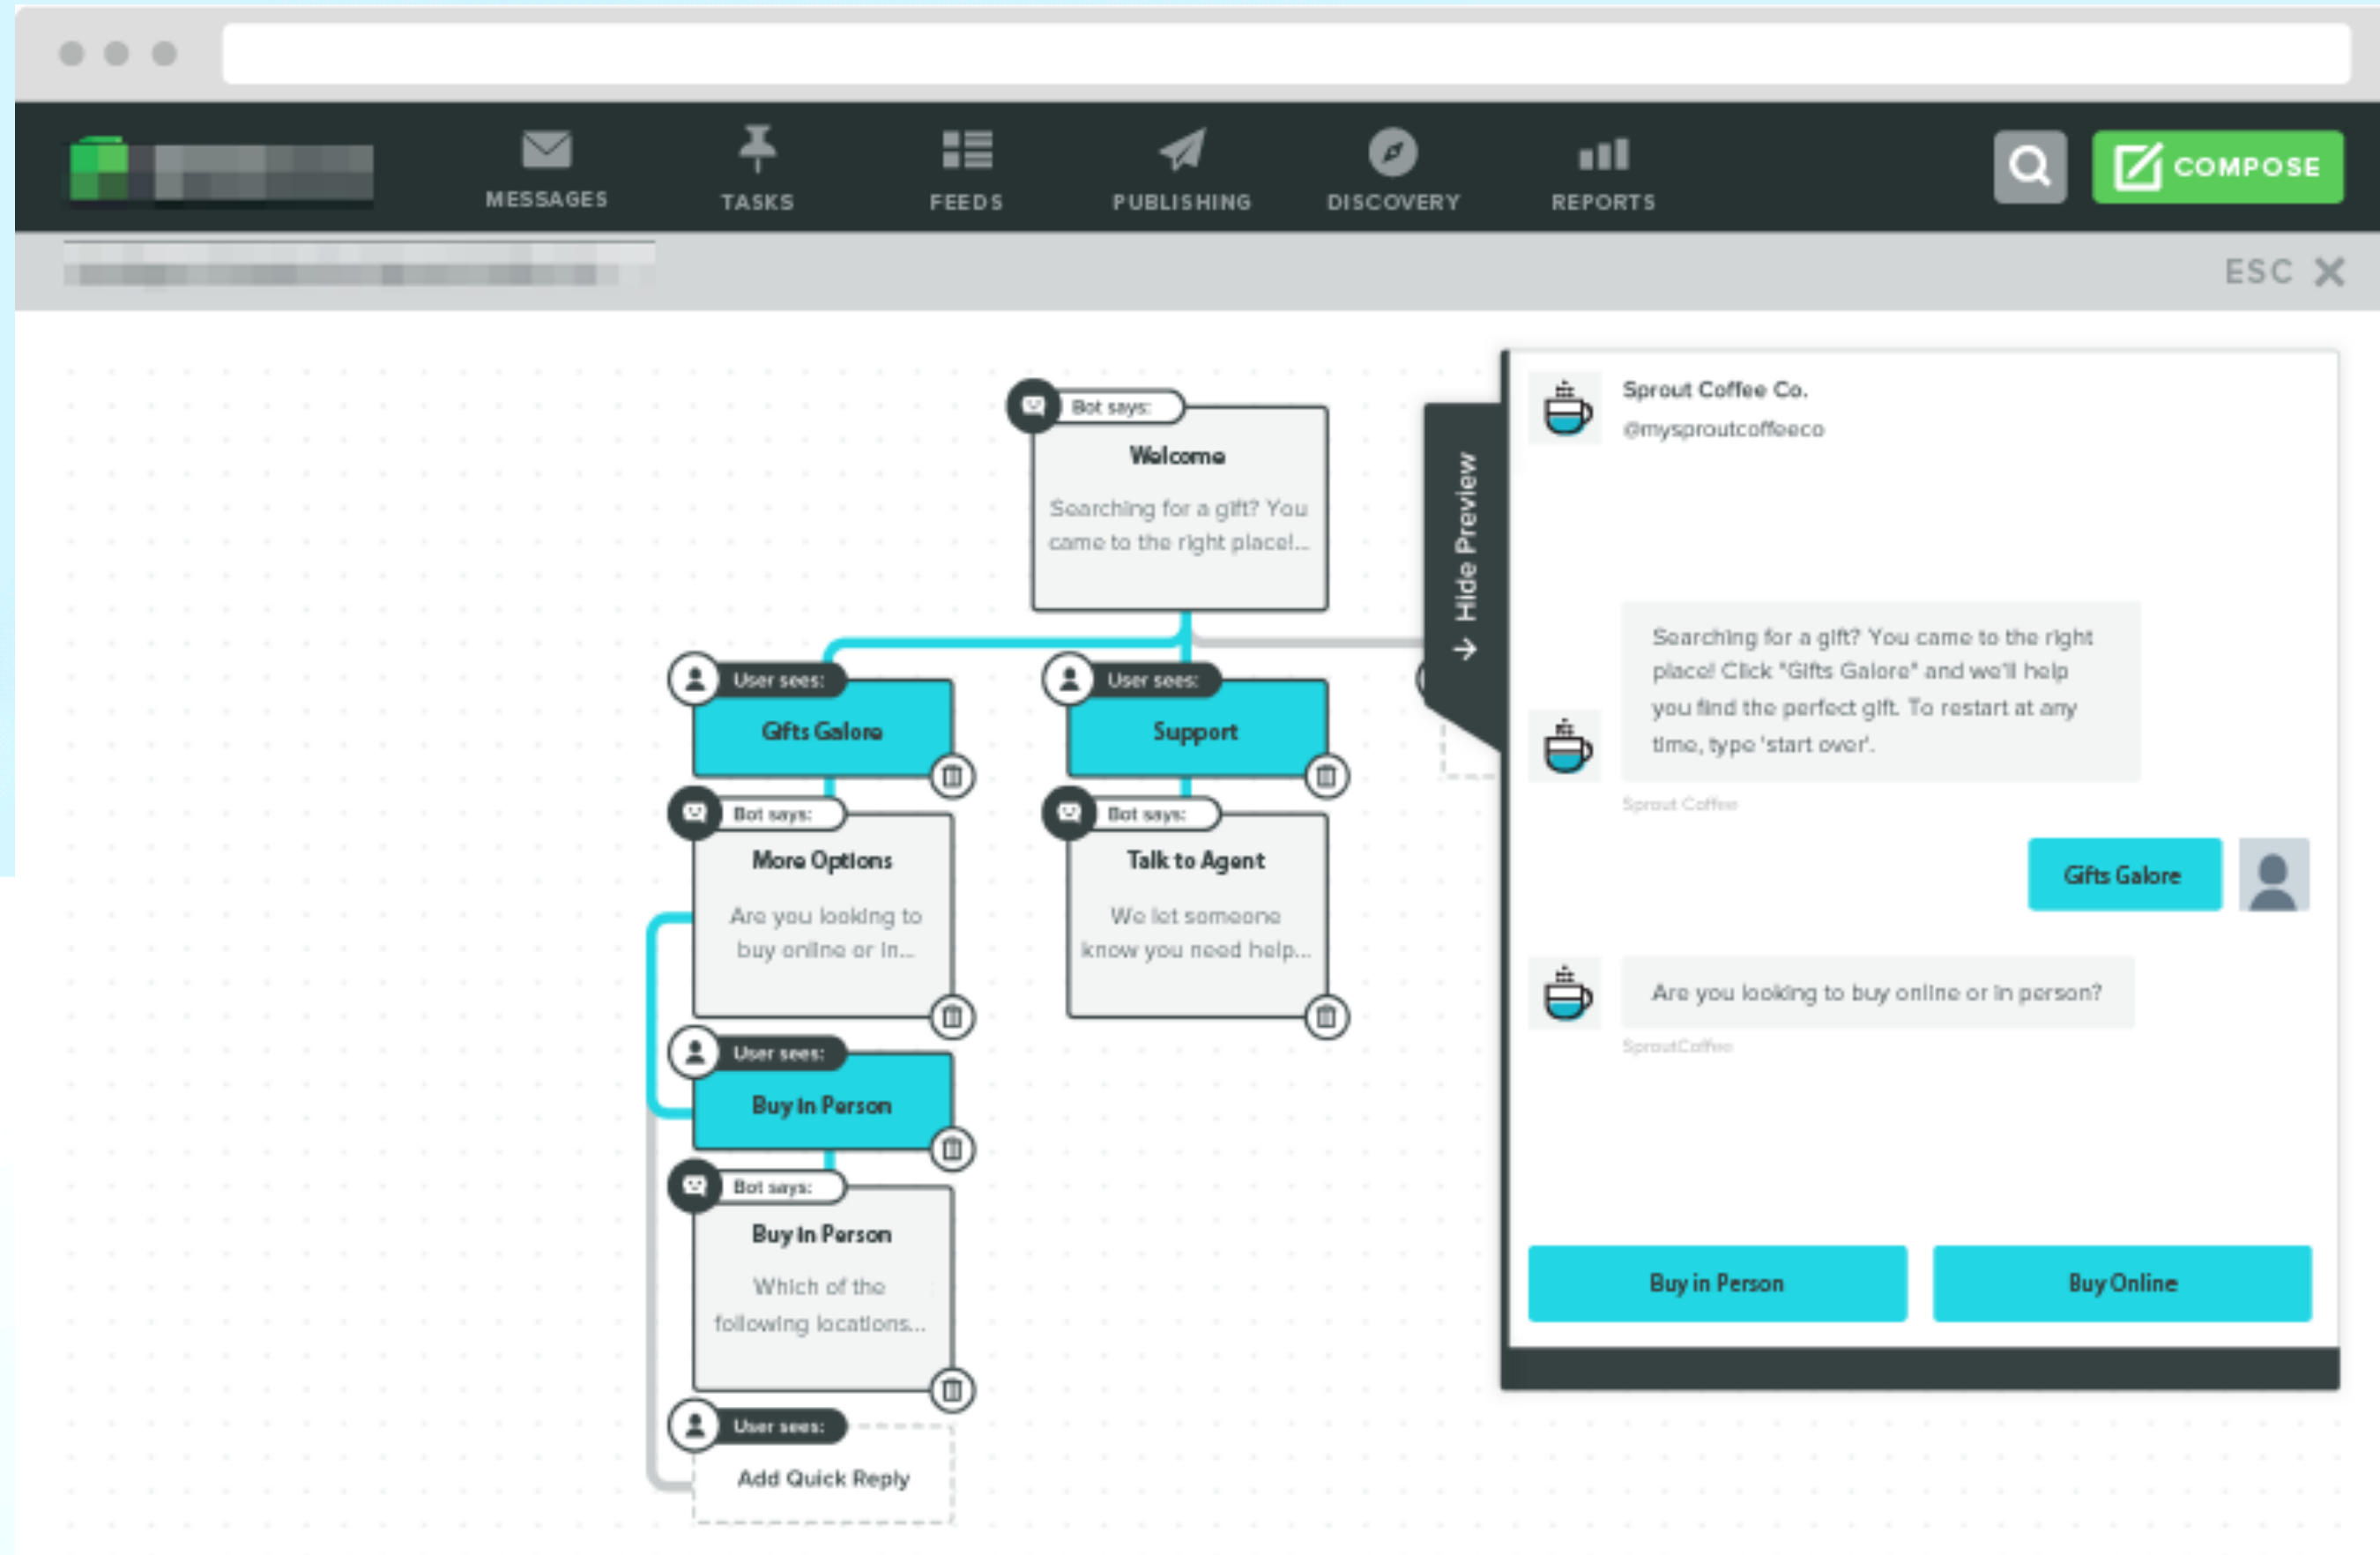 MESSAGES
TASKS
FEEDS
PUBLISHING
DISCOVERY
REPORTS
COMPOSE
ESC
Bot says:
Welcome
Searching for a gift? You
came to the right place!...
User sees:
Gifts Galore
User sees:
Support
Bot says:
More Options
Are you looking to
buy online or in...
Bot says:
Talk to Agent
We let someone
know you need help...
User sees:
Buy in Person
Bot says:
Buy in Person
Which of the
following locations...
User sees:
Add Quick Reply
Hide Preview
Sprout Coffee Co.
@mysproutcoffeeco
Searching for a gift? You came to the right
place! Click "Gifts Galore" and we'll help
you find the perfect gift. To restart at any
time, type 'start over'.
Sprout Coffee
Gifts Galore
Are you looking to buy online or in person?
SproutCoffee
Buy in Person
Buy Online